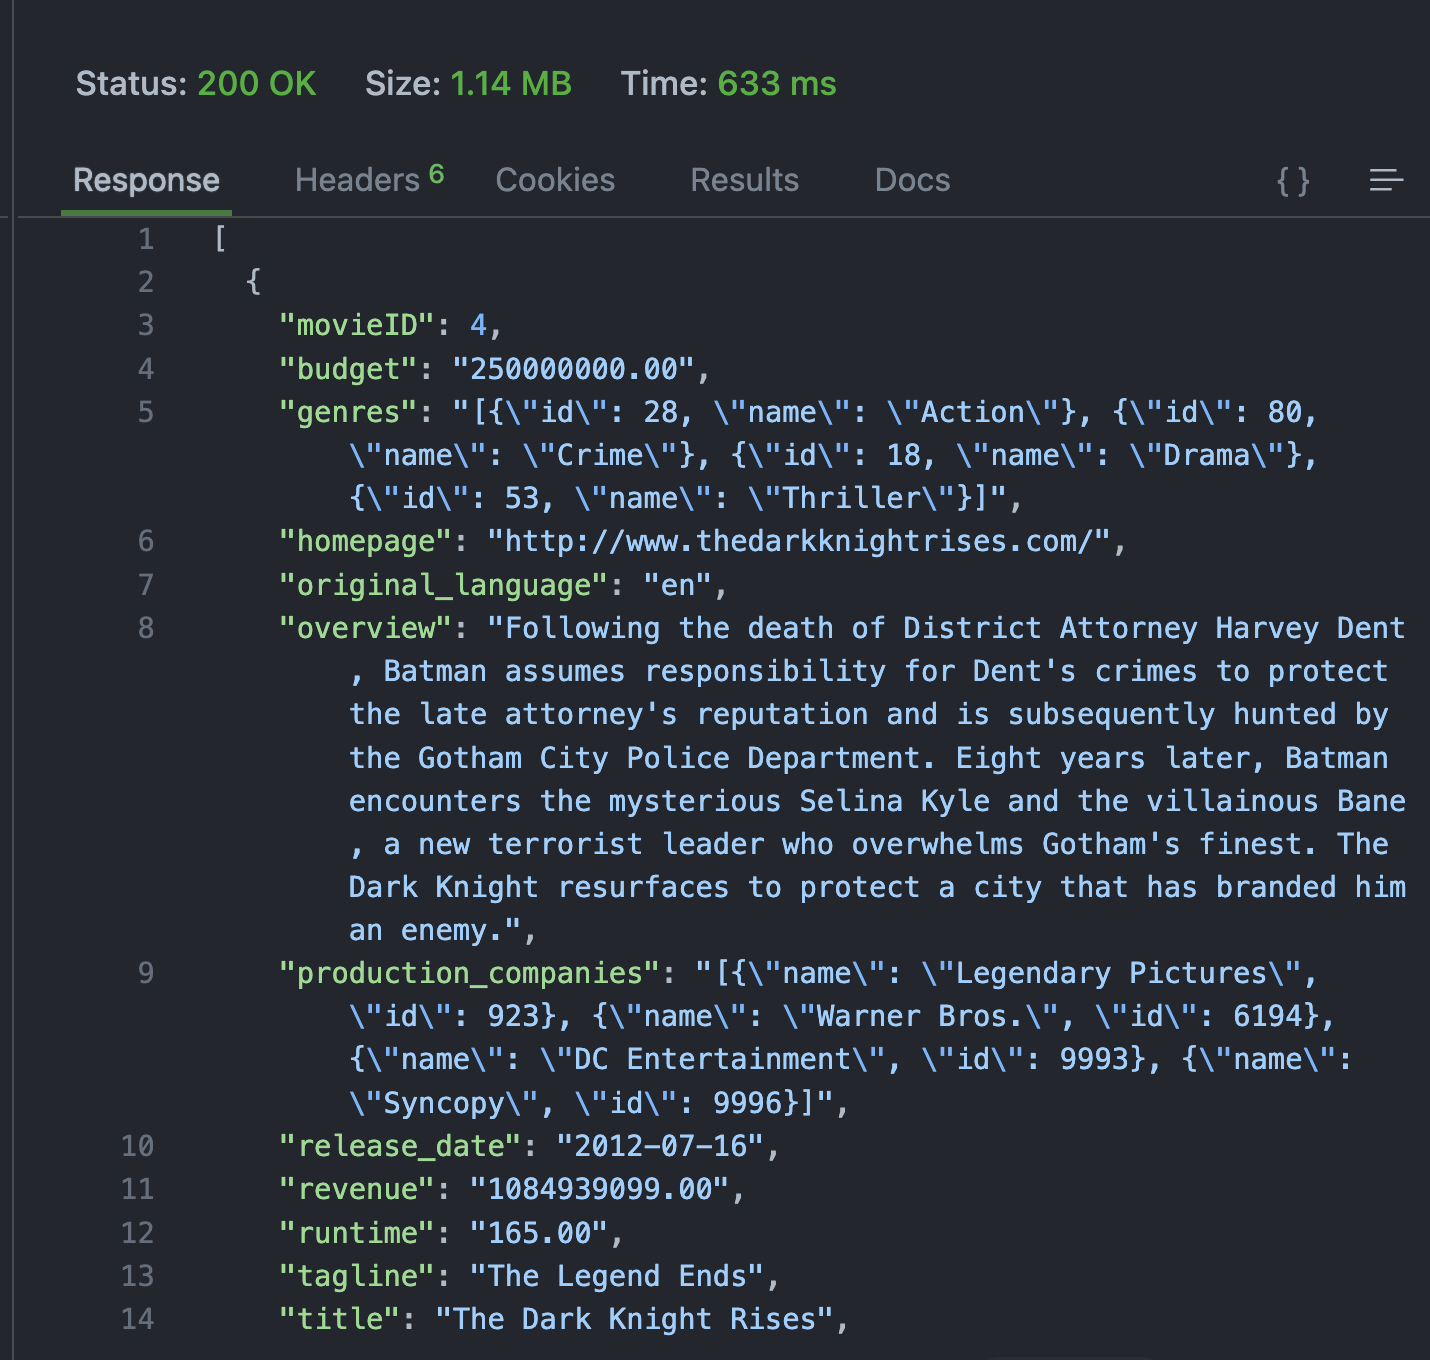 Status: 200 OK Size: 1.14 MB Time: 633 ms
Response Headers 6 Cookies Results Docs { }
1 [
2 {
3 "movieID": 4,
4 "budget": "250000000.00",
5 "genres": "[{\"id\": 28, \"name\": \"Action\"}, {\"id\": 80,
\"name\": \"Crime\"}, {\"id\": 18, \"name\": \"Drama\"},
{\"id\": 53, \"name\": \"Thriller\"}]",
6 "homepage": "http://www.thedarkknightrises.com/",
7 "original_language": "en",
8 "overview": "Following the death of District Attorney Harvey Dent
, Batman assumes responsibility for Dent's crimes to protect
the late attorney's reputation and is subsequently hunted by
the Gotham City Police Department. Eight years later, Batman
encounters the mysterious Selina Kyle and the villainous Bane
, a new terrorist leader who overwhelms Gotham's finest. The
Dark Knight resurfaces to protect a city that has branded him
an enemy.",
9 "production_companies": "[{\"name\": \"Legendary Pictures\",
\"id\": 923}, {\"name\": \"Warner Bros.\", \"id\": 6194},
{\"name\": \"DC Entertainment\", \"id\": 9993}, {\"name\":
\"Syncopy\", \"id\": 9996}]",
10 "release_date": "2012-07-16",
11 "revenue": "1084939099.00",
12 "runtime": "165.00",
13 "tagline": "The Legend Ends",
14 "title": "The Dark Knight Rises",